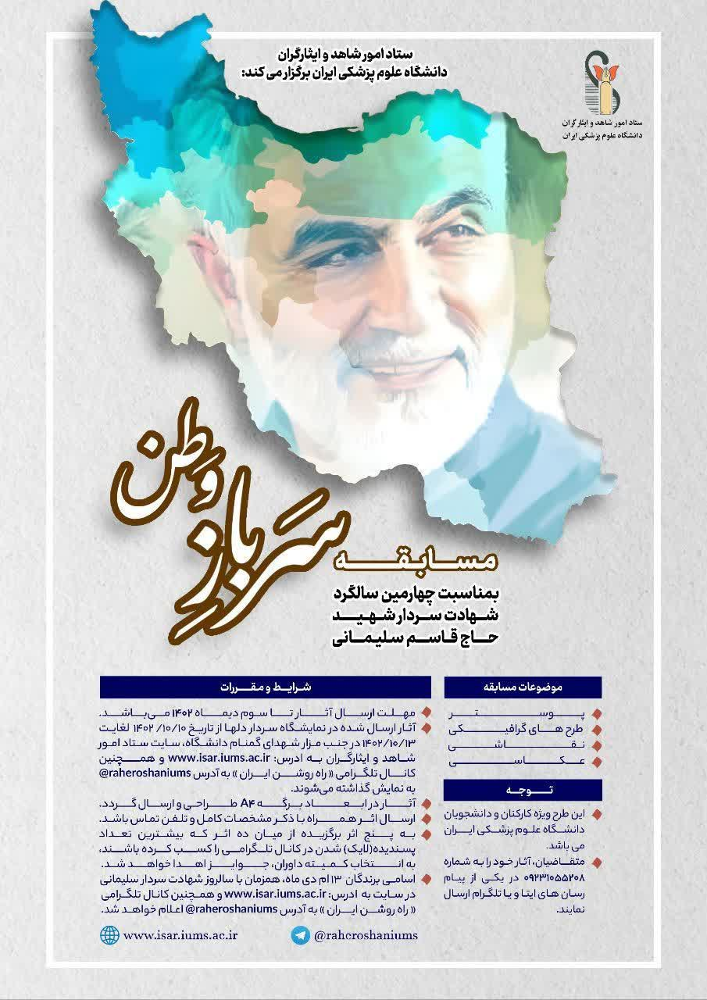 ستاد امور شاهد و ایثارگران
دانشگاه علوم پزشکی ایران برگزار می کند:
ستاد امور شاهد و ایثارگران
دانشگاه علوم پزشکی ایران
سَربازِ وَطن
مسابقه
بمناسبت چهارمین سالگرد
شهادت سردار شهید
حاج قاسم سلیمانی
موضوعات مسابقه
پوستر
طرح های گرافیکی
نقاشی
عکاسی
توجه
این طرح ویژه کارکنان و دانشجویان
دانشگاه علوم پزشکی ایران
می باشد.
متقاضیان، آثار خود را به شماره
۰۹۲۳۱۰۵۵۲۰۸ در یکی از پیام
رسان های ایتا و یا تلگرام ارسال
نمایند.
شرایط و مقررات
مهلت ارسال آثار تا سوم دیماه ۱۴۰۲ می‌باشد.
آثار ارسال شده در نمایشگاه سردار دلها از تاریخ ۱۴۰۲/۱۰/۱۰ لغایت
۱۴۰۲/۱۰/۱۳ در جنب مزار شهدای گمنام دانشگاه، سایت ستاد امور
شاهد و ایثارگران به ادرس: www.isar.iums.ac.ir و همچنین
کانال تلگرامی « راه روشن ایران » به آدرس raheroshaniums@
به نمایش گذاشته می‌شوند.
آثار در ابعاد برگه A۴ طراحی و ارسال گردد.
ارسال اثر همراه با ذکر مشخصات کامل و تلفن تماس باشد.
به پنج اثر برگزیده از میان ده اثر که بیشترین تعداد
پسندیده(لایک) شدن در کانال تلگرامی را کسب کرده باشند،
به انتخاب کمیته داوران، جوایز اهدا خواهد شد.
اسامی برندگان ۱۳ام دی ماه، همزمان با سالروز شهادت سردار سلیمانی
در سایت به ادرس: www.isar.iums.ac.ir و همچنین کانال تلگرامی
« راه روشن ایران » به آدرس raheroshaniums@ اعلام خواهد شد.
www.isar.iums.ac.ir
@raheroshaniums